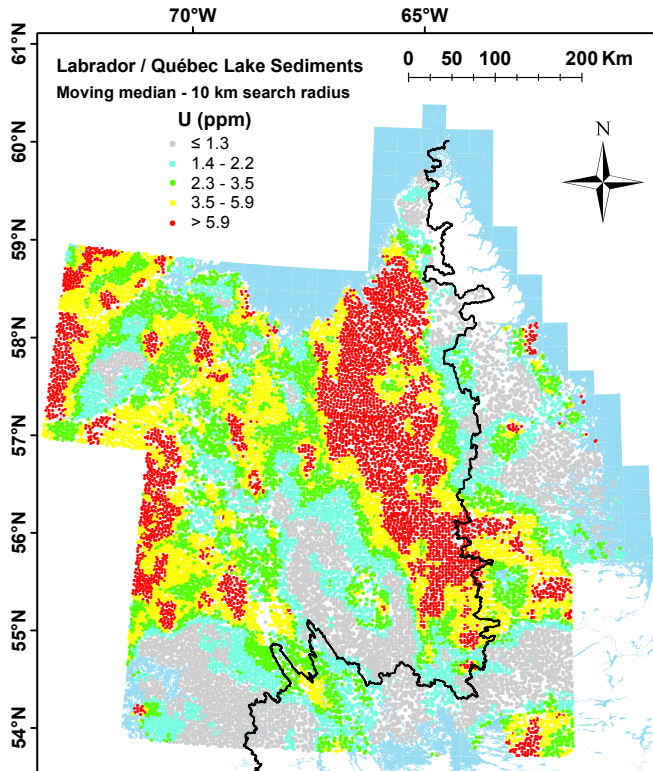 70°W 65°W
61°N
Labrador / Québec Lake Sediments
0 50 100 200 Km
Moving median - 10 km search radius
U (ppm)
≤ 1.3
1.4 - 2.2
2.3 - 3.5
3.5 - 5.9
> 5.9
N
60°N
59°N
58°N
57°N
56°N
55°N
54°N